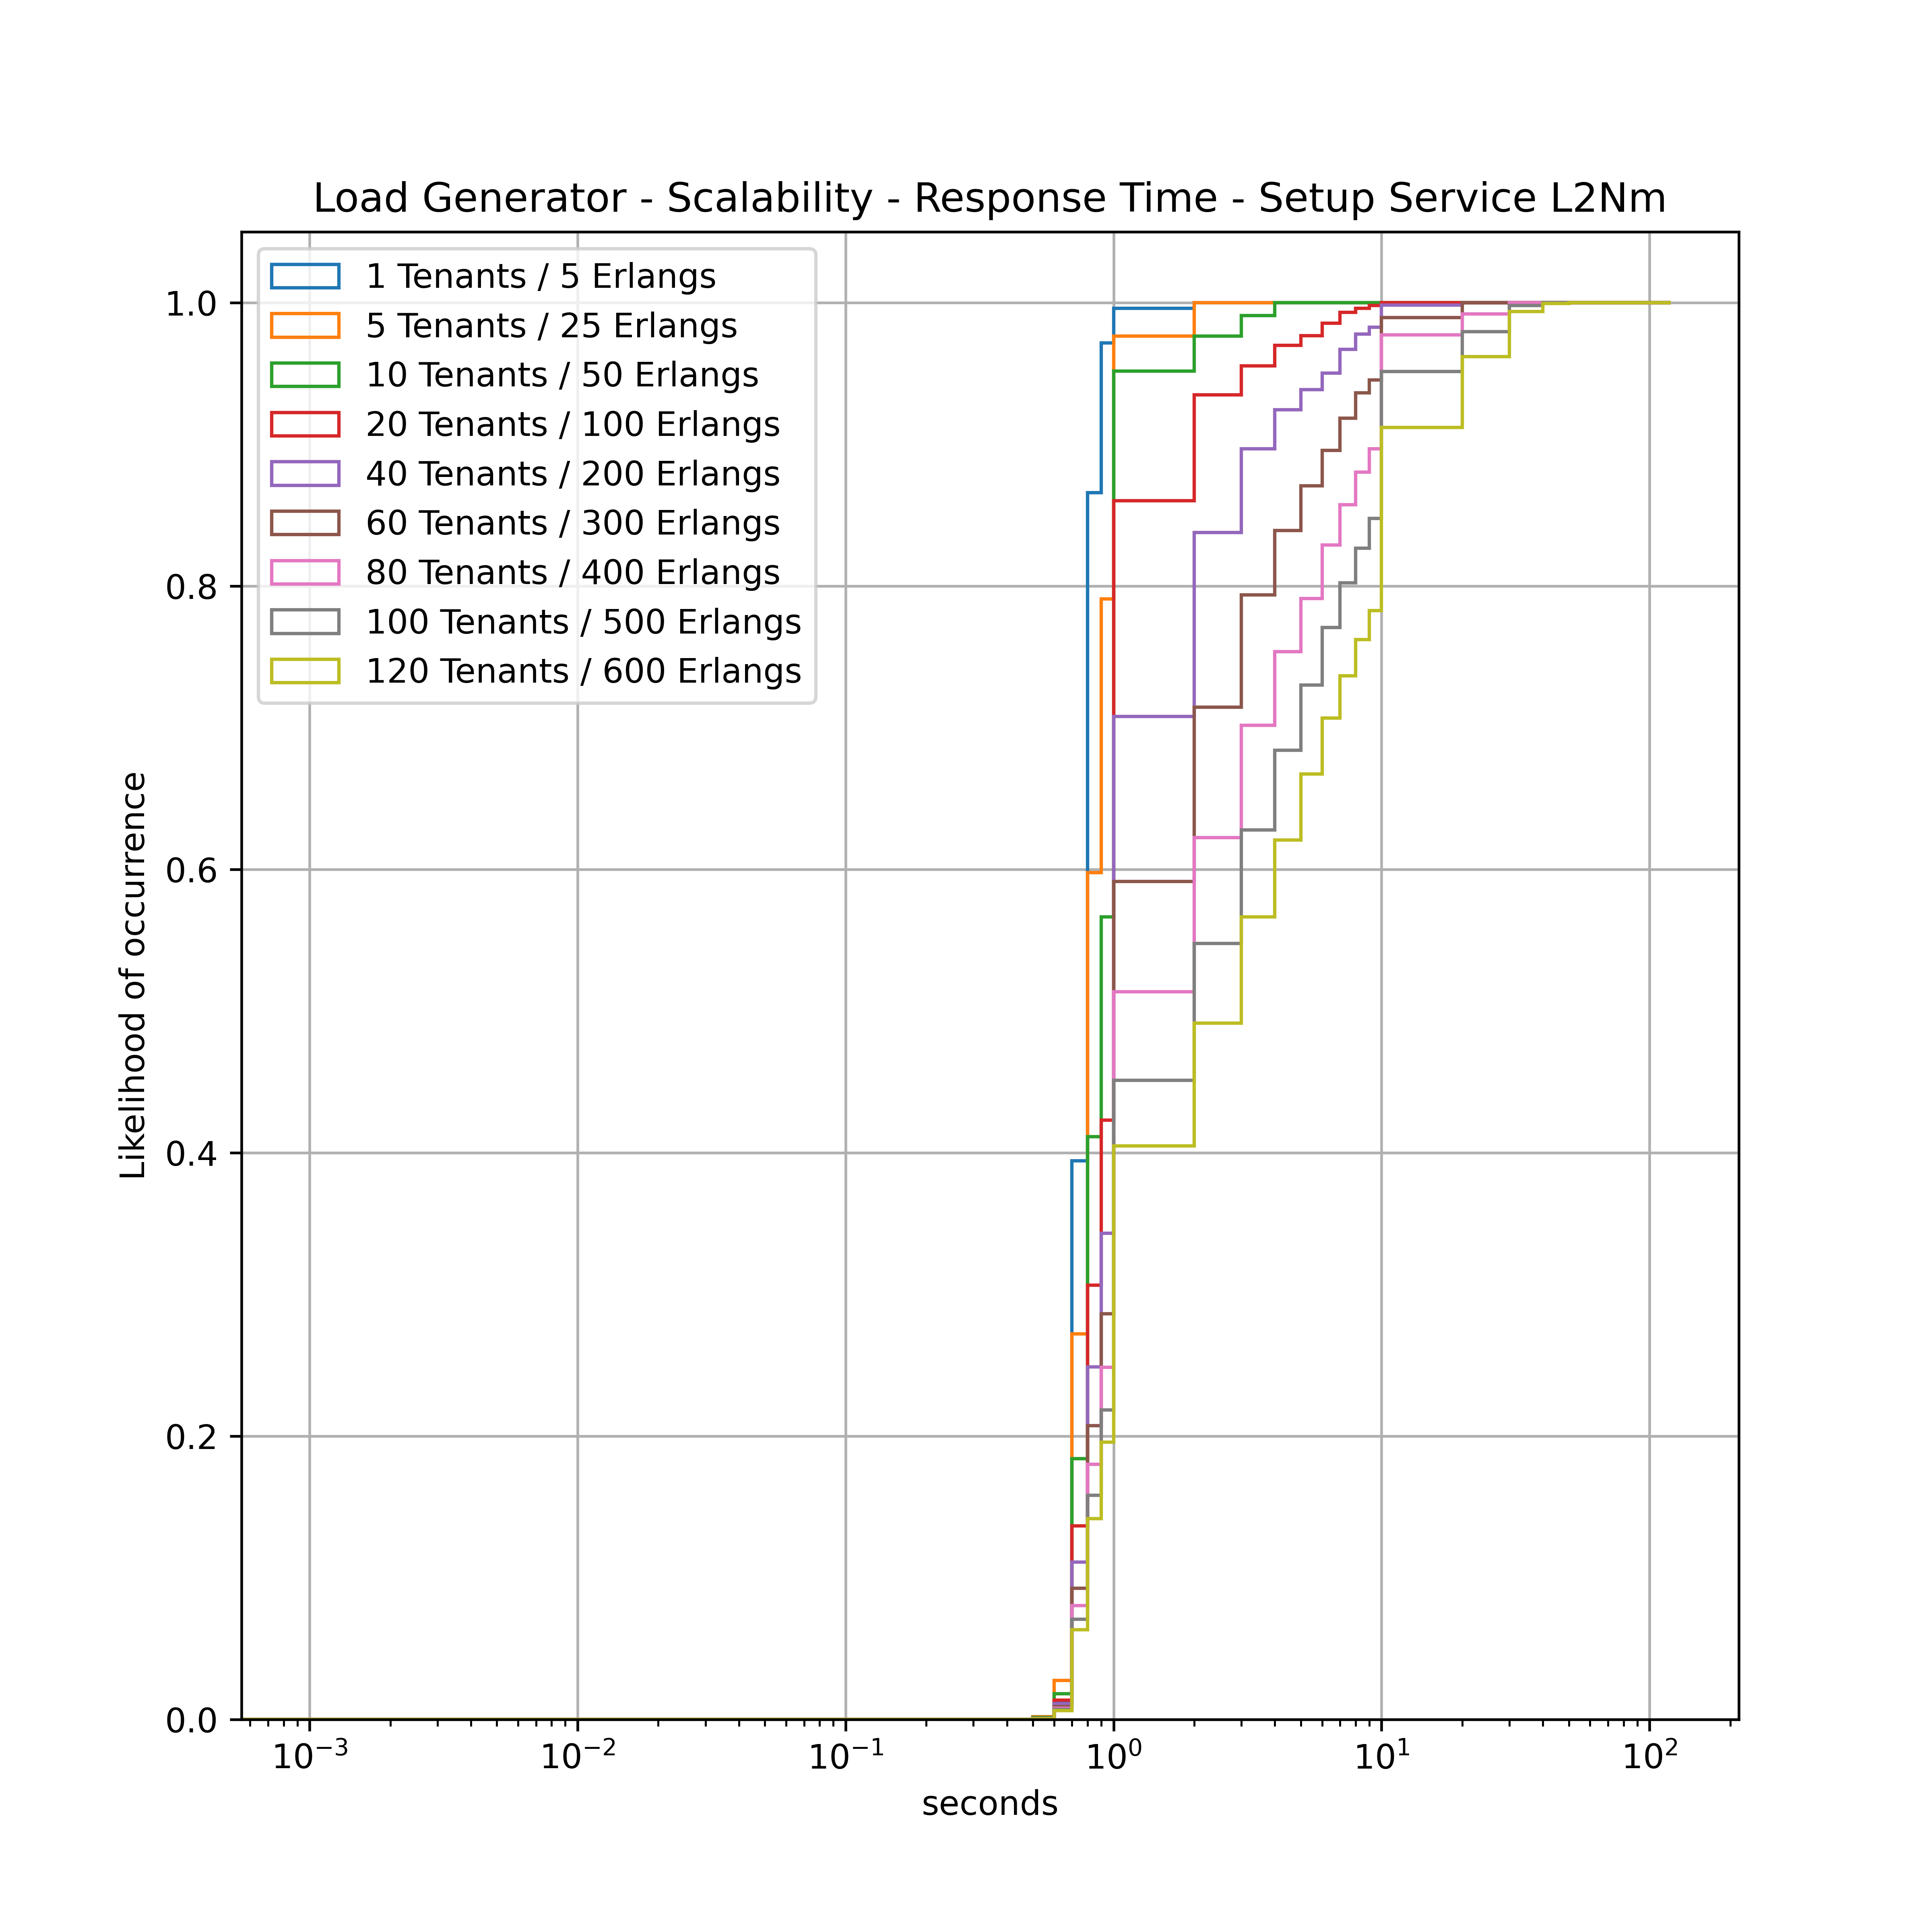 Load Generator - Scalability - Response Time - Setup Service L2Nm
1 Tenants / 5 Erlangs
5 Tenants / 25 Erlangs
10 Tenants / 50 Erlangs
20 Tenants / 100 Erlangs
40 Tenants / 200 Erlangs
60 Tenants / 300 Erlangs
80 Tenants / 400 Erlangs
100 Tenants / 500 Erlangs
120 Tenants / 600 Erlangs
Likelihood of occurrence
1.0
0.8
0.6
0.4
0.2
0.0
10⁻³ 10⁻² 10⁻¹ 10⁰ 10¹ 10²
seconds